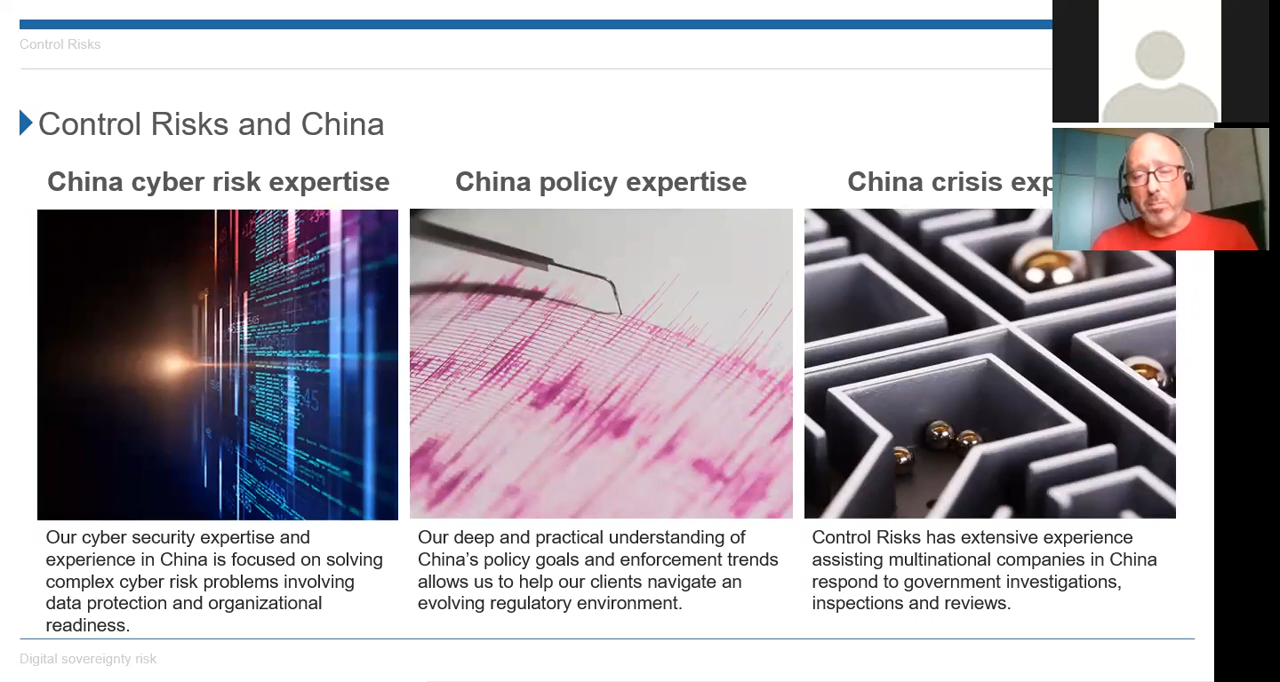 Control Risks
Control Risks and China
China cyber risk expertise
China policy expertise
China crisis
Our cyber security expertise and
experience in China is focused on solving
complex cyber risk problems involving
data protection and organizational
readiness.
Our deep and practical understanding of
China’s policy goals and enforcement trends
allows us to help our clients navigate an
evolving regulatory environment.
Control Risks has extensive experience
assisting multinational companies in China
respond to government investigations,
inspections and reviews.
Digital sovereignty risk